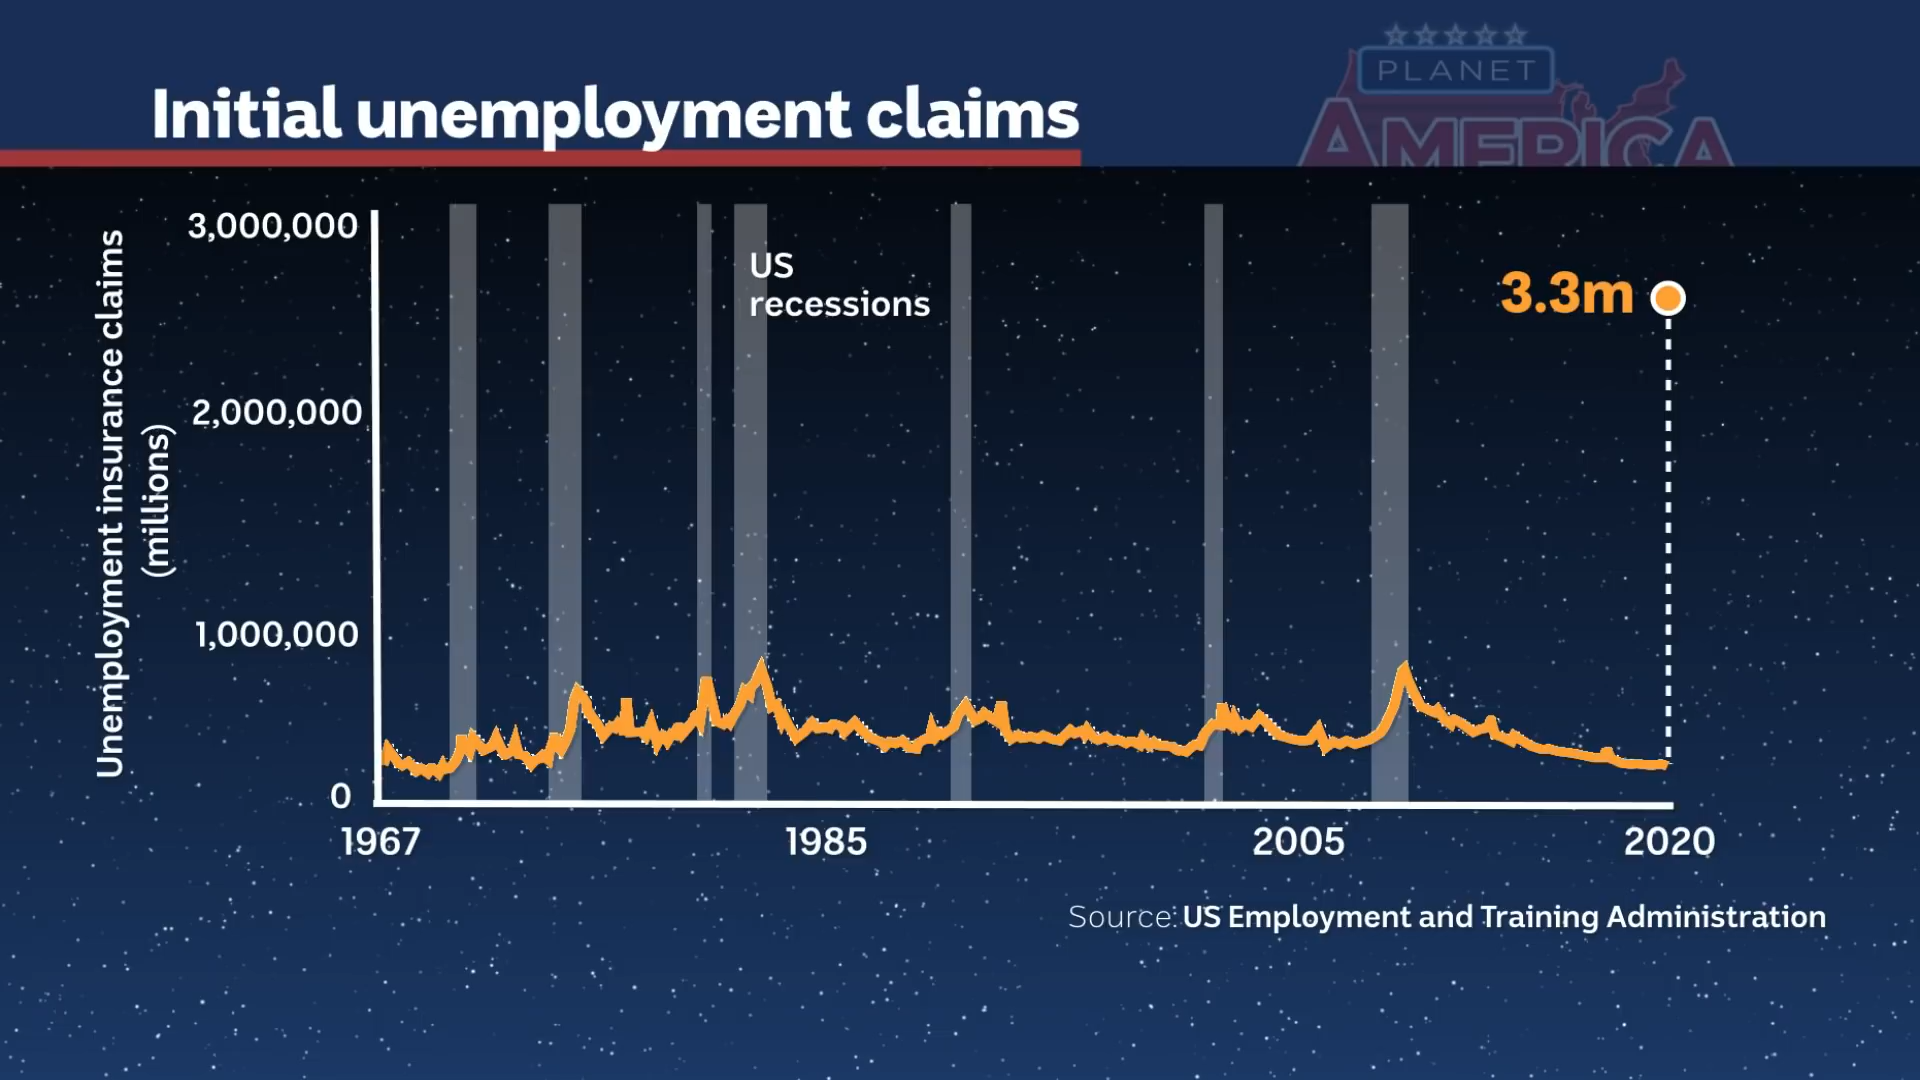 PLANET
AMERICA
Initial unemployment claims
Unemployment insurance claims
(millions)
3,000,000
2,000,000
1,000,000
0
US
recessions
3.3m
1967
1985
2005
2020
Source: US Employment and Training Administration